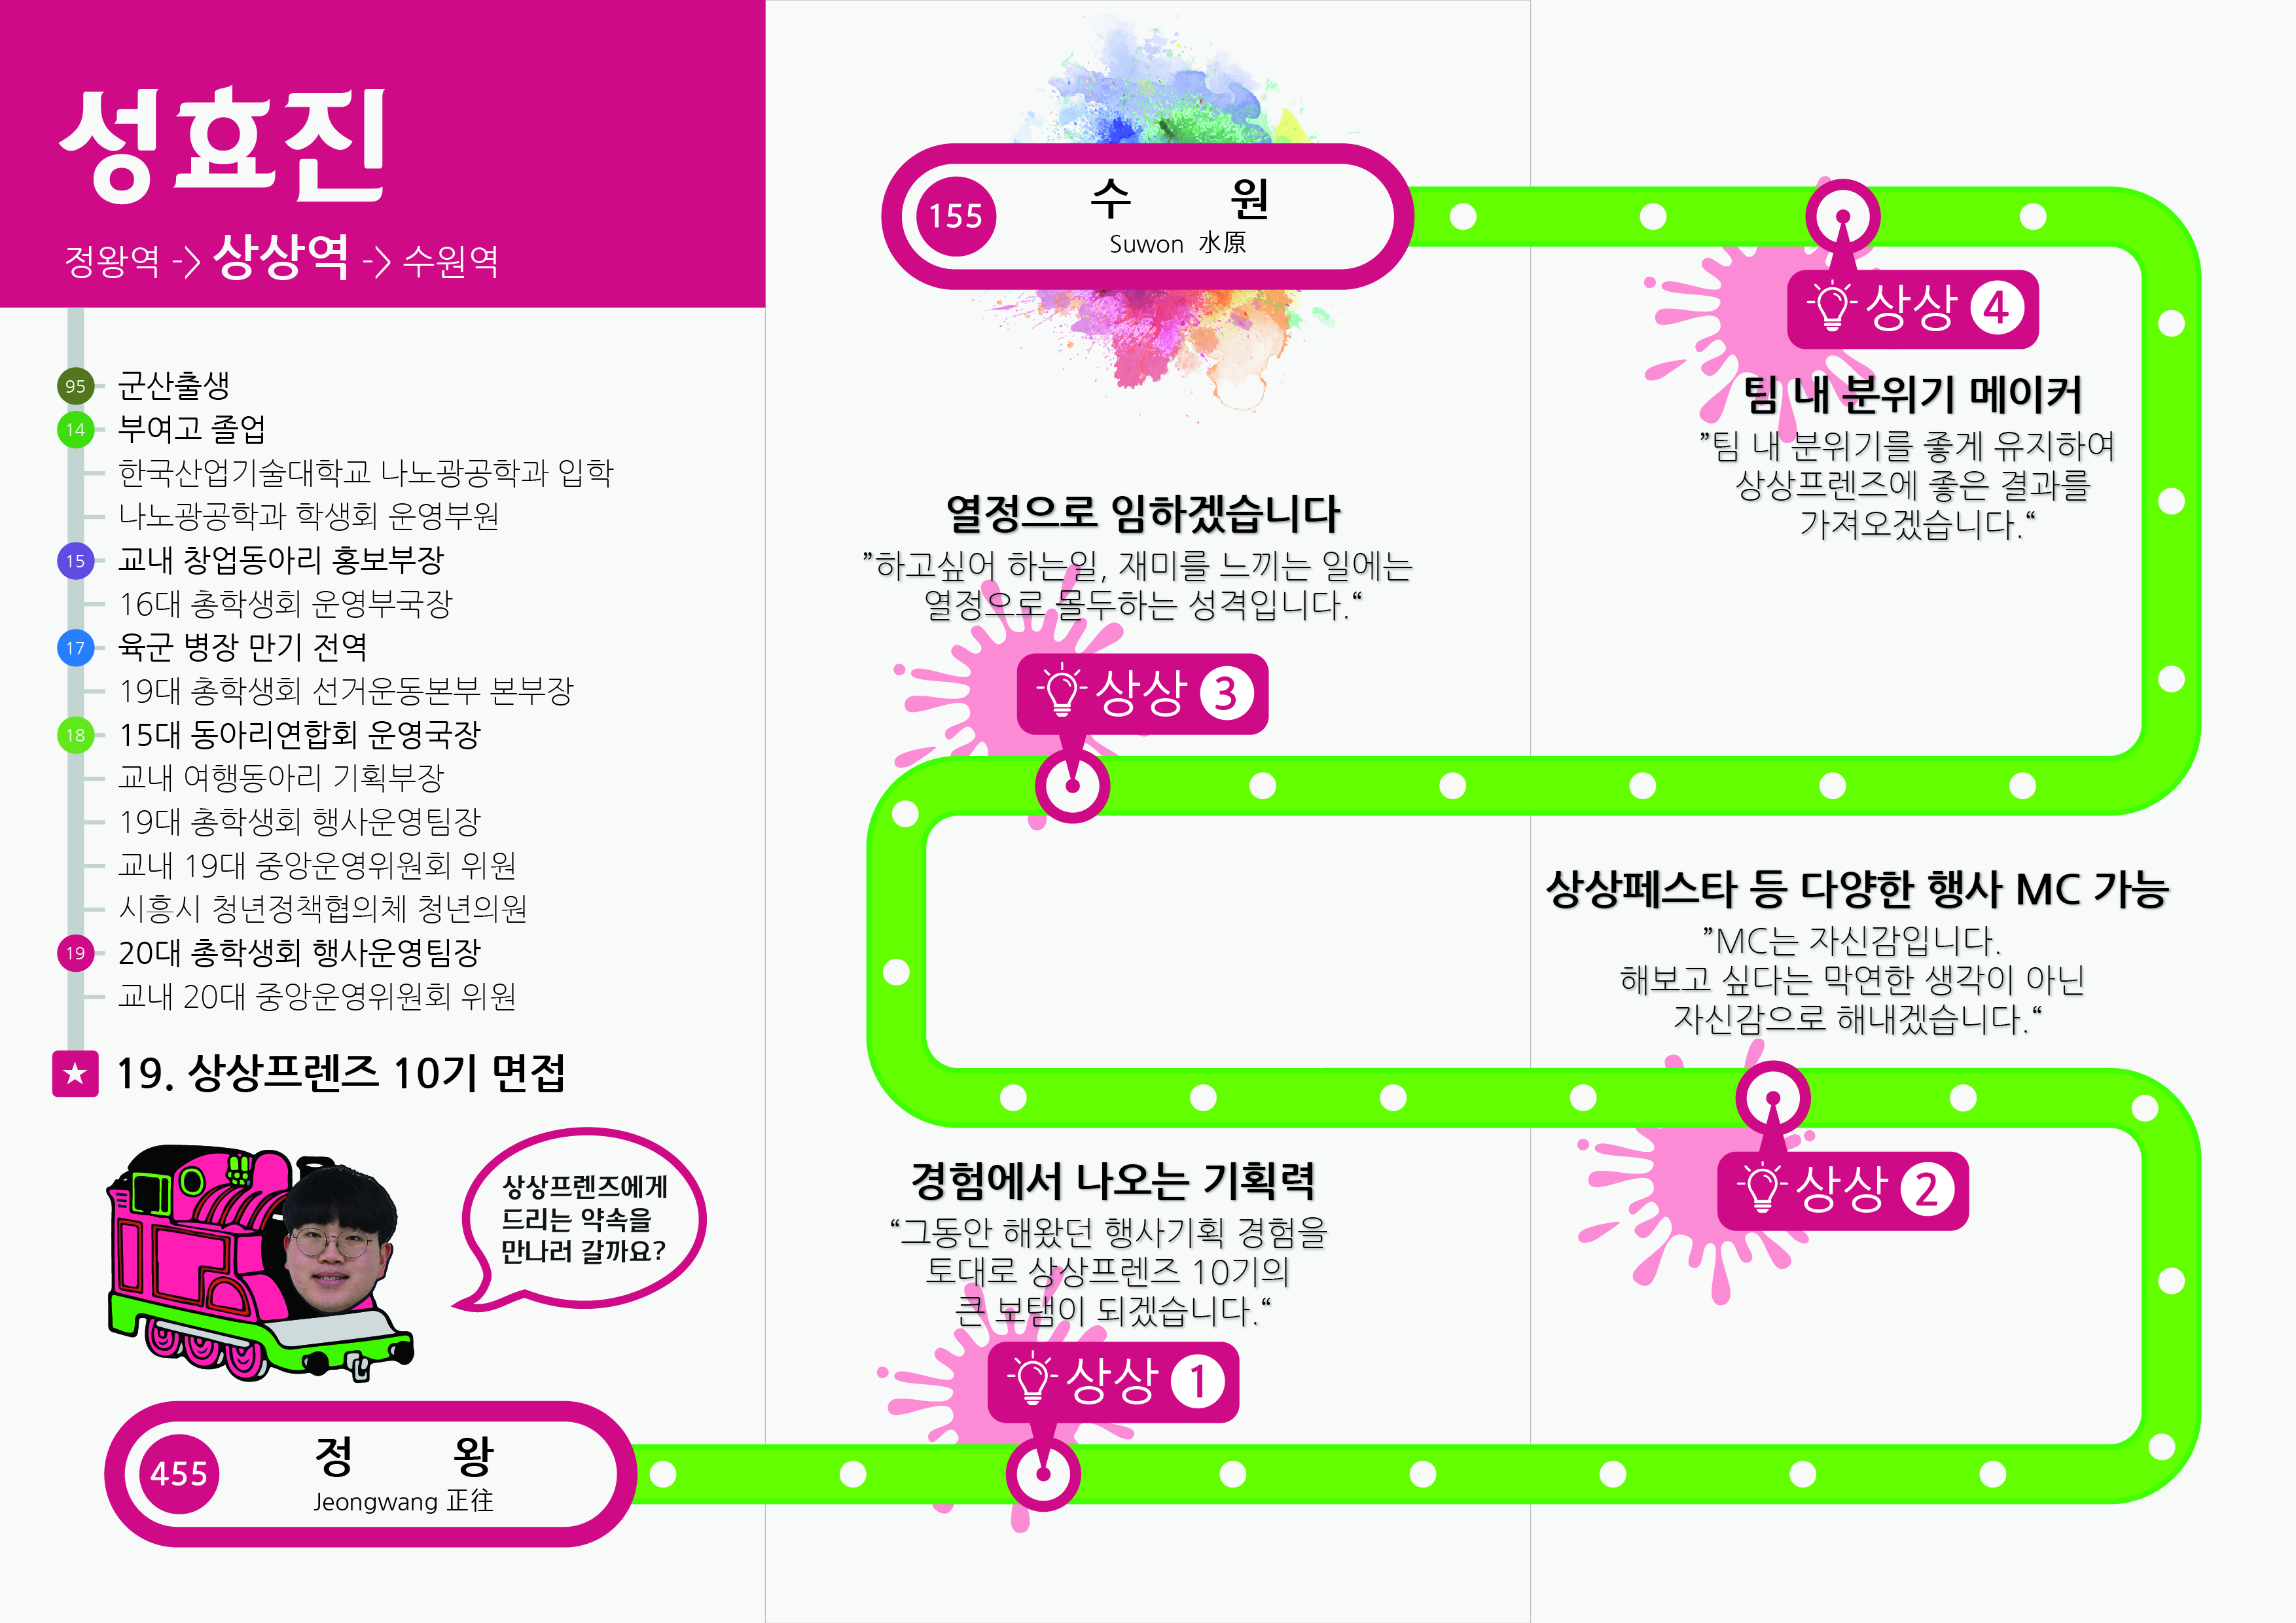 성효진
정왕역 -> 상상역 -> 수원역
95 군산출생
14 부여고 졸업
한국산업기술대학교 나노광공학과 입학
나노광공학과 학생회 운영부원
15 교내 창업동아리 홍보부장
16대 총학생회 운영부국장
17 육군 병장 만기 전역
19대 총학생회 선거운동본부 본부장
18 15대 동아리연합회 운영국장
교내 여행동아리 기획부장
19대 총학생회 행사운영팀장
교내 19대 중앙운영위원회 위원
시흥시 청년정책협의체 청년의원
19 20대 총학생회 행사운영팀장
교내 20대 중앙운영위원회 위원
19. 상상프렌즈 10기 면접
상상프렌즈에게
드리는 약속을
만나러 갈까요?
455 정 왕
Jeongwang 正往
경험에서 나오는 기획력
“그동안 해왔던 행사기획 경험을
토대로 상상프렌즈 10기의
큰 보탬이 되겠습니다.“
상상 1
상상페스타 등 다양한 행사 MC 가능
”MC는 자신감입니다.
해보고 싶다는 막연한 생각이 아닌
자신감으로 해내겠습니다.“
상상 2
열정으로 임하겠습니다
”하고싶어 하는일, 재미를 느끼는 일에는
열정으로 몰두하는 성격입니다.“
상상 3
상상 4
팀 내 분위기 메이커
”팀 내 분위기를 좋게 유지하여
상상프렌즈에 좋은 결과를
가져오겠습니다.“
155 수 원
Suwon 水原